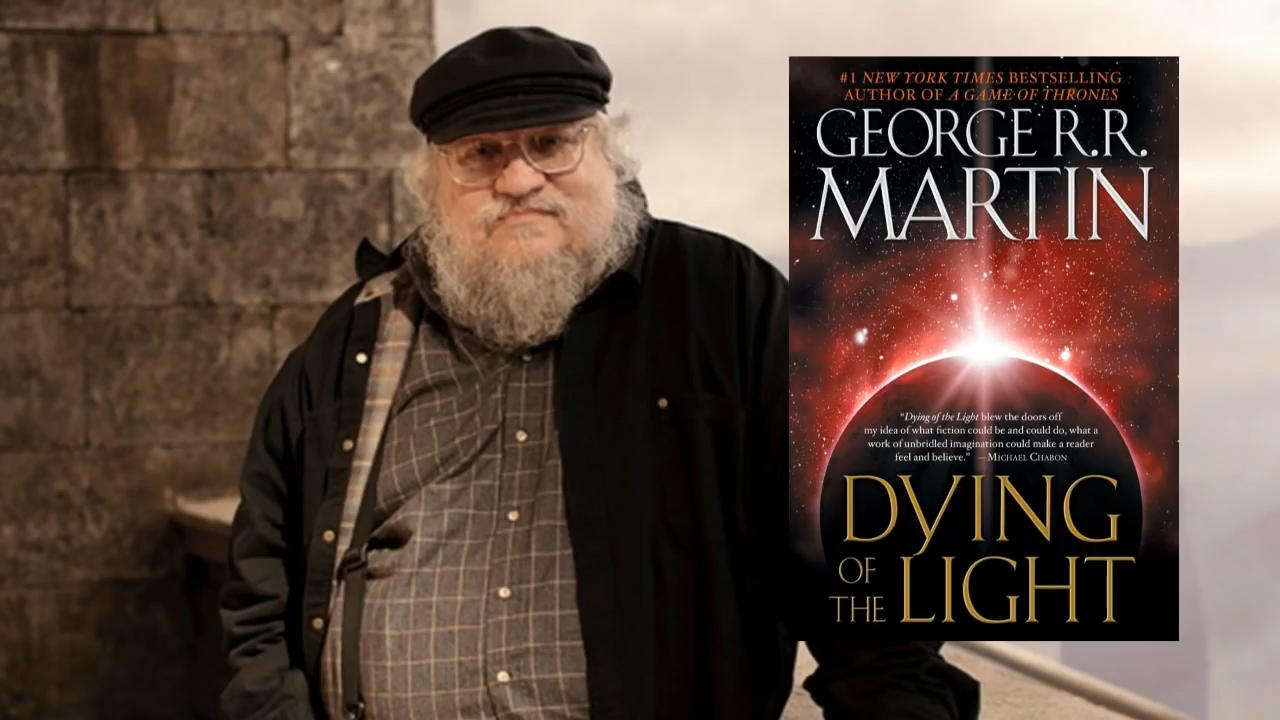 #1 NEW YORK TIMES BESTSELLING
AUTHOR OF A GAME OF THRONES
GEORGE R.R.
MARTIN
“Dying of the Light blew the doors off
my idea of what fiction could be and could do, what a
work of unbridled imagination could make a reader
feel and believe.” —MICHAEL CHABON
DYING
OF
THE LIGHT